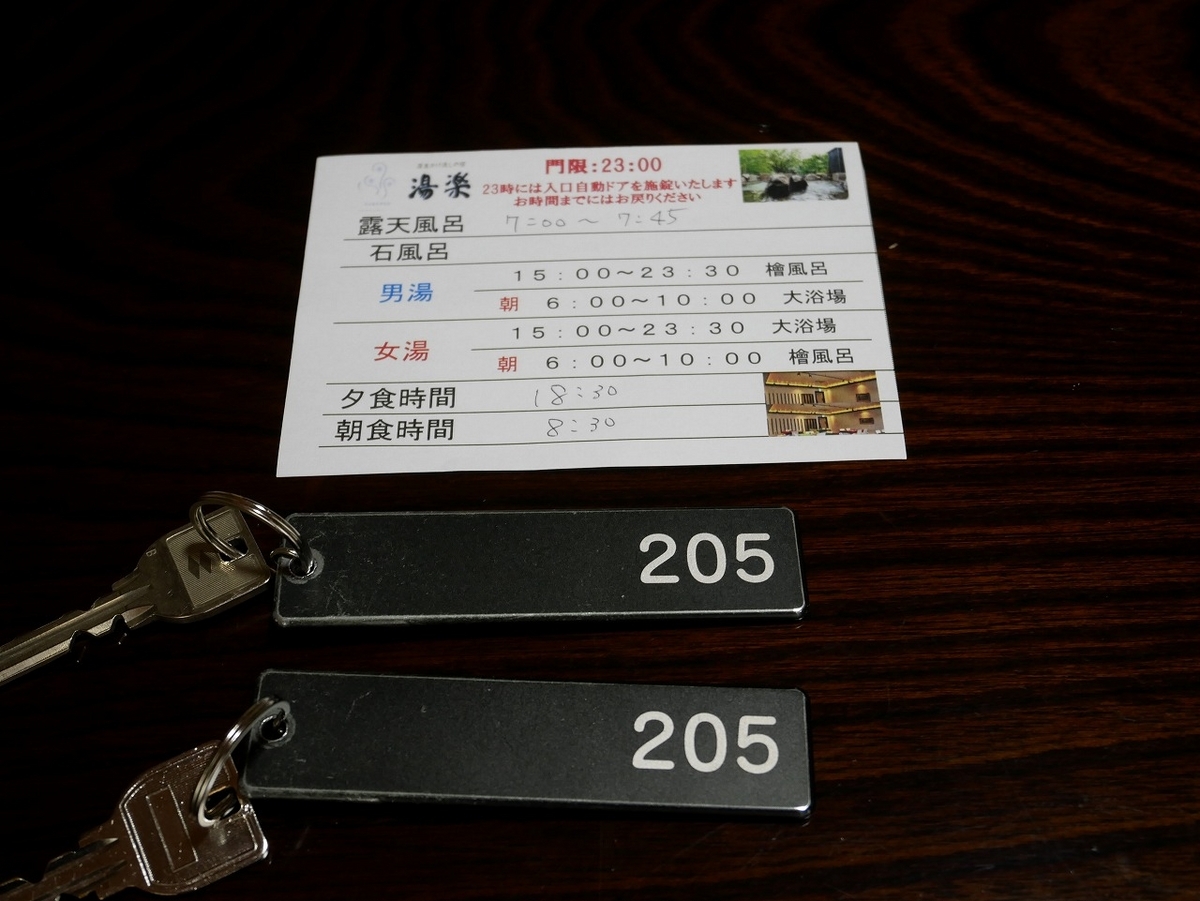 湯楽
門限:23:00
23時には入口自動ドアを施錠いたします
お時間までにはお戻りください
露天風呂 7:00～7:45
石風呂
男湯 15:00～23:30 檜風呂
朝 6:00～10:00 大浴場
女湯 15:00～23:30 大浴場
朝 6:00～10:00 檜風呂
夕食時間 18:30
朝食時間 8:30
205
205